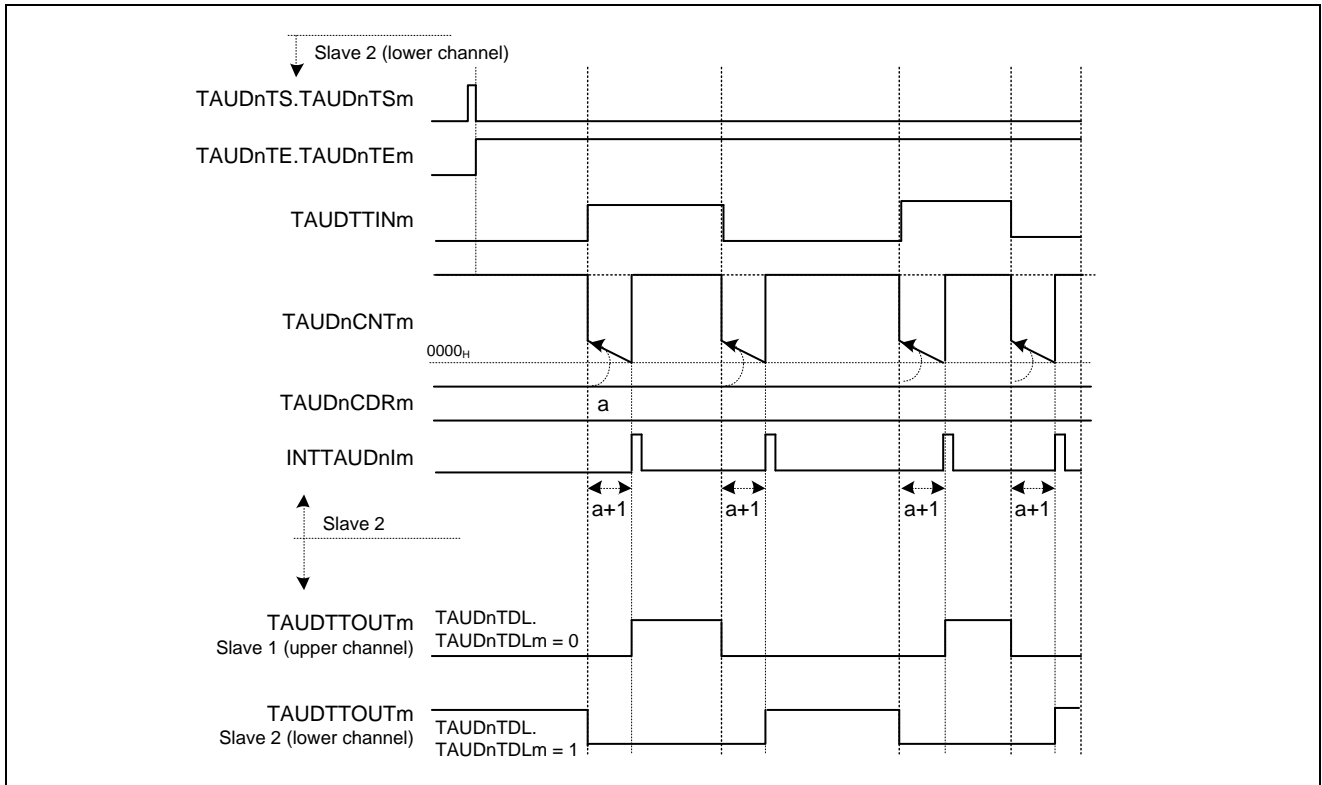 Slave 2 (lower channel)
TAUDnTS.TAUDnTSm
TAUDnTE.TAUDnTEm
TAUDTTINm
TAUDnCNTm
0000H
TAUDnCDRm
a
INTTAUDnIm
a+1 a+1 a+1 a+1
Slave 2
TAUDTTOUTm
Slave 1 (upper channel)
TAUDnTDL.
TAUDnTDLm = 0
TAUDTTOUTm
Slave 2 (lower channel)
TAUDnTDL.
TAUDnTDLm = 1